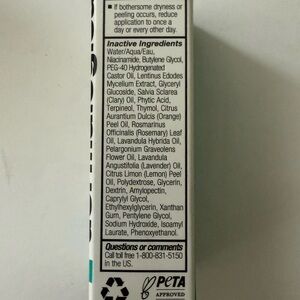 • If bothersome dryness or
peeling occurs, reduce
application to once a
day or every other day.
Inactive Ingredients
Water/Aqua/Eau,
Niacinamide, Butylene Glycol,
PEG-40 Hydrogenated
Castor Oil, Lentinus Edodes
Mycelium Extract, Glyceryl
Glucoside, Salvia Sclarea
(Clary) Oil, Phytic Acid,
Terpineol, Thymol, Citrus
Aurantium Dulcis (Orange)
Peel Oil, Rosmarinus
Officinalis (Rosemary) Leaf
Oil, Lavandula Hybrida Oil,
Pelargonium Graveolens
Flower Oil, Lavandula
Angustifolia (Lavender) Oil,
Citrus Limon (Lemon) Peel
Oil, Polydextrose, Glycerin,
Dextrin, Amylopectin,
Caprylyl Glycol,
Ethylhexylglycerin, Xanthan
Gum, Pentylene Glycol,
Sodium Hydroxide, Isoamyl
Laurate, Phenoxyethanol.
Questions or comments
Call toll free 1-800-831-5150
in the US.
PETA
APPROVED